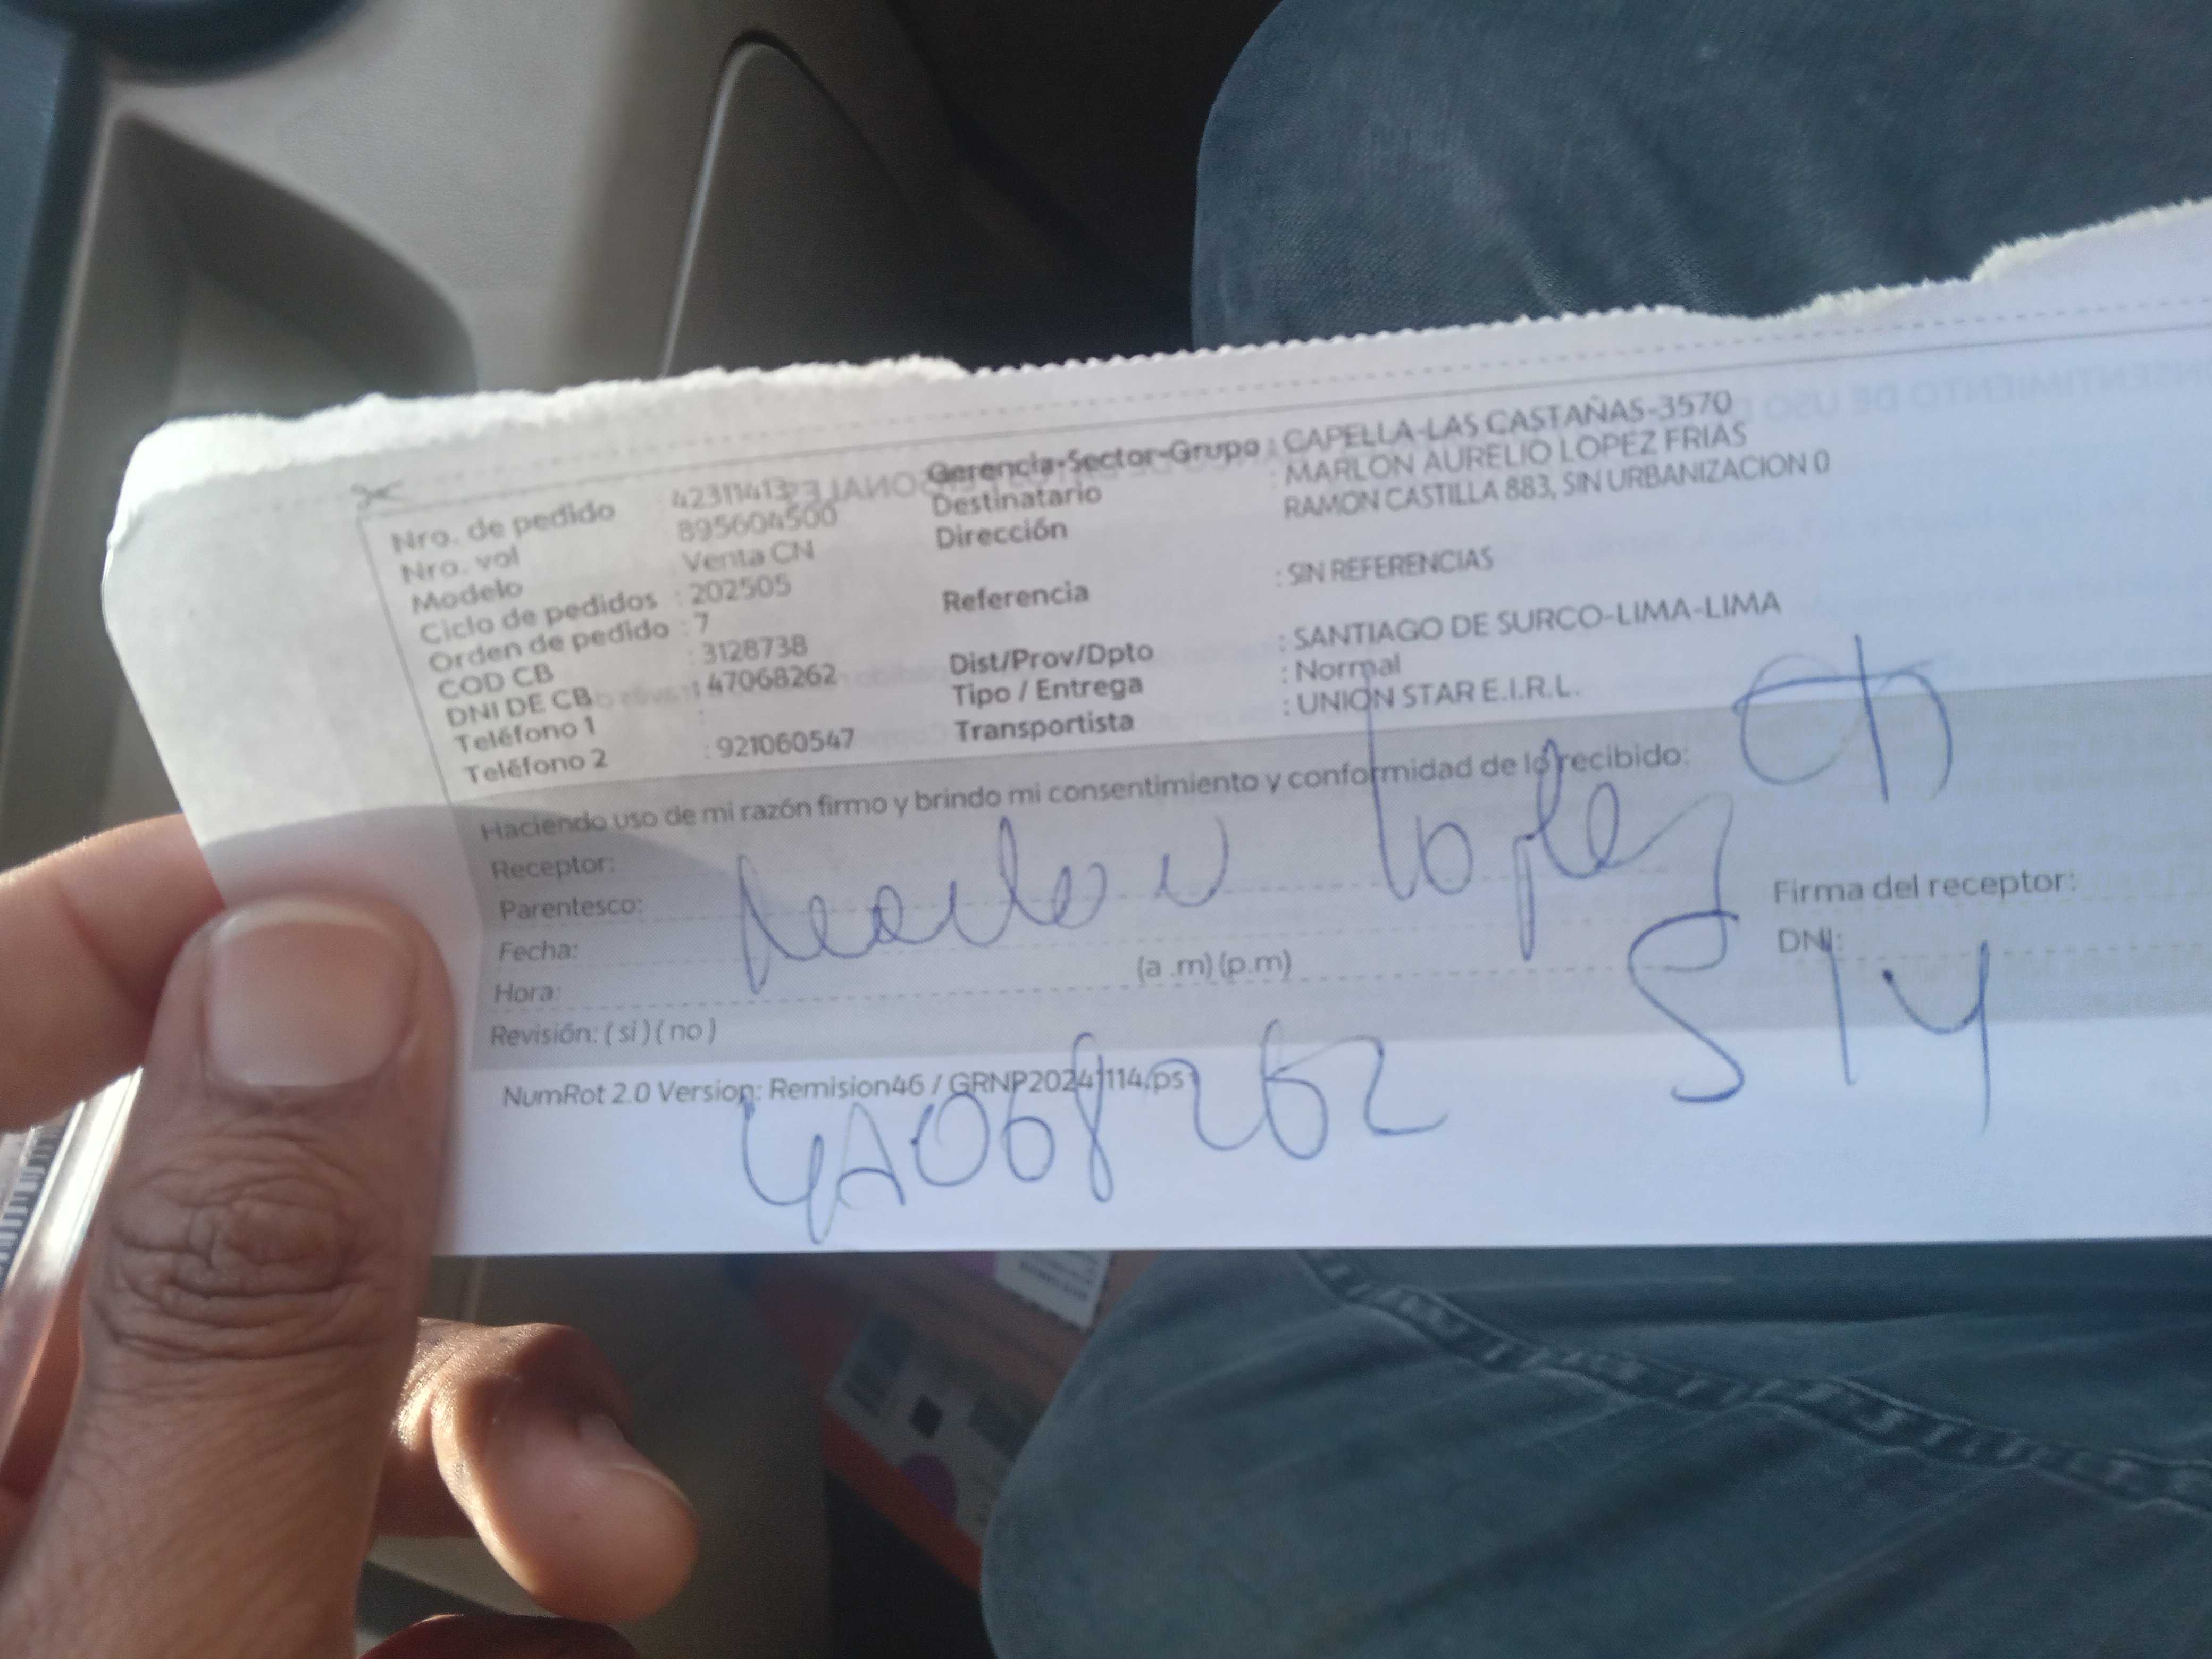 Nro. de pedido : 42311413
Nro. vol : 895604500
Modelo : Venta CN
Ciclo de pedidos : 202505
Orden de pedido : 7
COD CB : 3128738
DNI DE CB : 47068262
Teléfono 1 :
Teléfono 2 : 921060547
Gerencia-Sector-Grupo : CAPELLA-LAS CASTAÑAS-3570
Destinatario : MARLON AURELIO LOPEZ FRIAS
Dirección RAMON CASTILLA 883, SIN URBANIZACION 0
Referencia : SIN REFERENCIAS
Dist/Prov/Dpto : SANTIAGO DE SURCO-LIMA-LIMA
Tipo / Entrega : Normal
Transportista : UNION STAR E.I.R.L.
Haciendo uso de mi razón firmo y brindo mi consentimiento y conformidad de lo recibido:
Receptor:
Parentesco: Marlon Lopez
Fecha:
Hora: (a .m) (p.m)
Revisión: ( si ) ( no )
Firma del receptor:
DNI:
514
NumRot 2.0 Version: Remision46 / GRNP20241114.ps
47068262